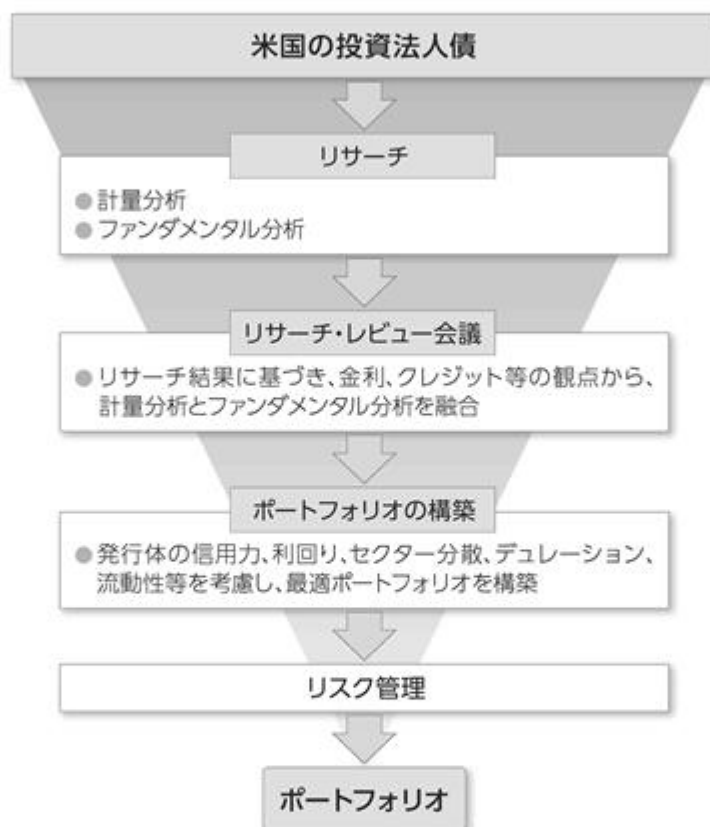 米国の投資法人債
リサーチ
●計量分析
●ファンダメンタル分析
リサーチ・レビュー会議
●リサーチ結果に基づき、金利、クレジット等の観点から、
計量分析とファンダメンタル分析を融合
ポートフォリオの構築
●発行体の信用力、利回り、セクター分散、デュレーション、
流動性等を考慮し、最適ポートフォリオを構築
リスク管理
ポートフォリオ